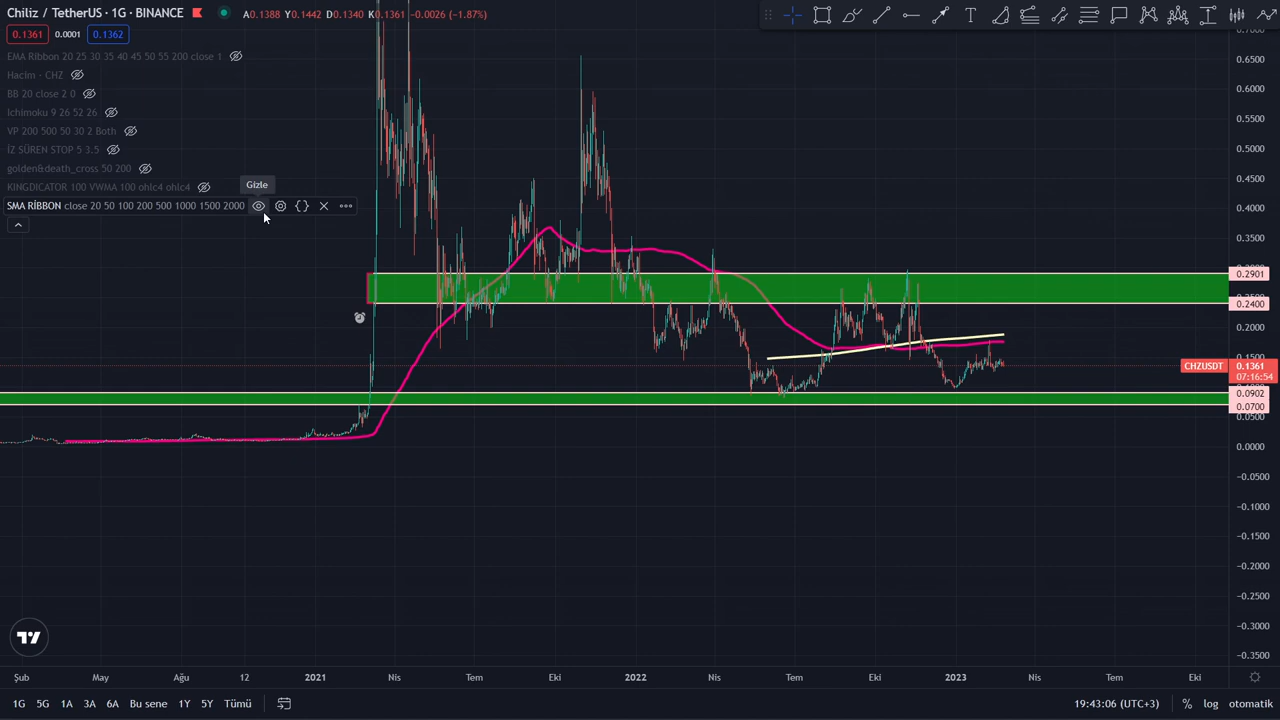 Chiliz / TetherUS · 1G · BINANCE A0.1388 Y0.1442 D0.1340 K0.1361 −0.0026 (−1.87%)
0.1361 0.0001 0.1362
EMA Ribbon 20 25 30 35 40 45 50 55 200 close 1
Hacim · CHZ
BB 20 close 2 0
Ichimoku 9 26 52 26
VP 200 500 50 30 2 Both
İZ SÜREN STOP 5 3.5
golden&death_cross 50 200
KINGDICATOR 100 VWMA 100 ohlc4 ohlc4
Gizle
SMA RİBBON close 20 50 100 200 500 1000 1500 2000
0.6500
0.6000
0.5500
0.5000
0.4500
0.4000
0.3500
0.2901
0.2400
0.2000
0.1500
CHZUSDT 0.1361
07:16:54
0.0902
0.0700
0.0500
0.0000
−0.0500
−0.1000
−0.1500
−0.2000
−0.2500
−0.3000
−0.3500
Şub May Ağu 12 2021 Nis Tem Eki 2022 Nis Tem Eki 2023 Nis Tem Eki
1G 5G 1A 3A 6A Bu sene 1Y 5Y Tümü 19:43:06 (UTC+3) % log otomatik